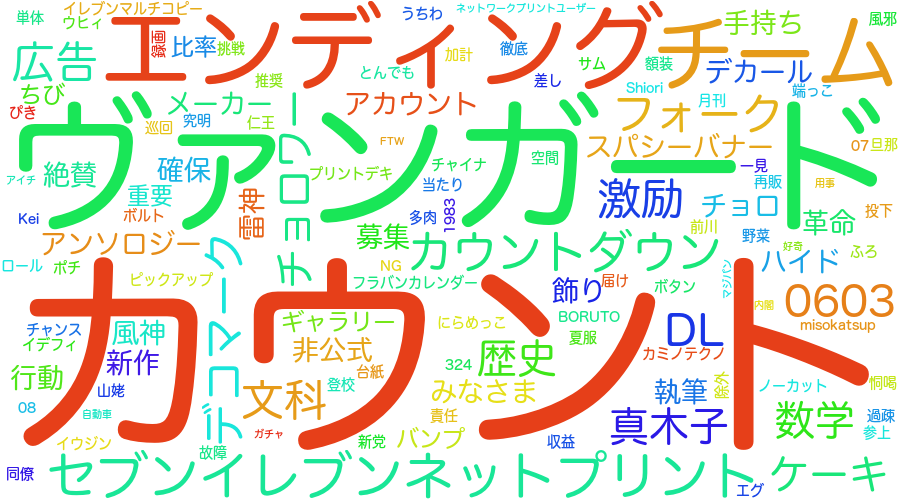 単体
イレブンマルチコピー
ウヒィ
うちわ
ネットワークプリントユーザー
手持ち
風邪
広告
エンディング
録画
比率
挑戦
推奨
加計
徹底
差し
サム
額装
チーム
デカール
端っこ
Shiori
月刊
とんでも
ちび
ぴき
メーカー
アカウント
フォーク
巡回
究明
仁王
FTW
スパシーバナー
07
旦那
ヴァンガード
アイチ
絶賛
確保
重要
チョロワー
プリントデキ
チャイナ
空間
当たり
一見
再販
用事
激励
チョロ
投下
革命
Kei
ボルト
雷神
多肉
1983
募集
前川
野菜
好奇
ふろ
アンソロジー
カウントダウン
ハイド
ロール
ポチ
ピックアップ
デコマーク
NG
フラバンカレンダー
飾り
届け
ボタン
マジパン
カウント
0603
misokatsup
内閣
チャンス
イデフィ
風神
ギャラリー
にらめっこ
BORUTO
夏服
DL
新作
非公式
台紙
324
歴史
カミノテクノ
行動
山姥
登校
文科
みなさま
執筆
除外
ノーカット
恫喝
08
自動車
ガチャ
責任
真木子
数学
過疎
参上
イウジン
故障
新党
バンプ
収益
同僚
セブンイレブンネットプリント
ケーキ
エグ